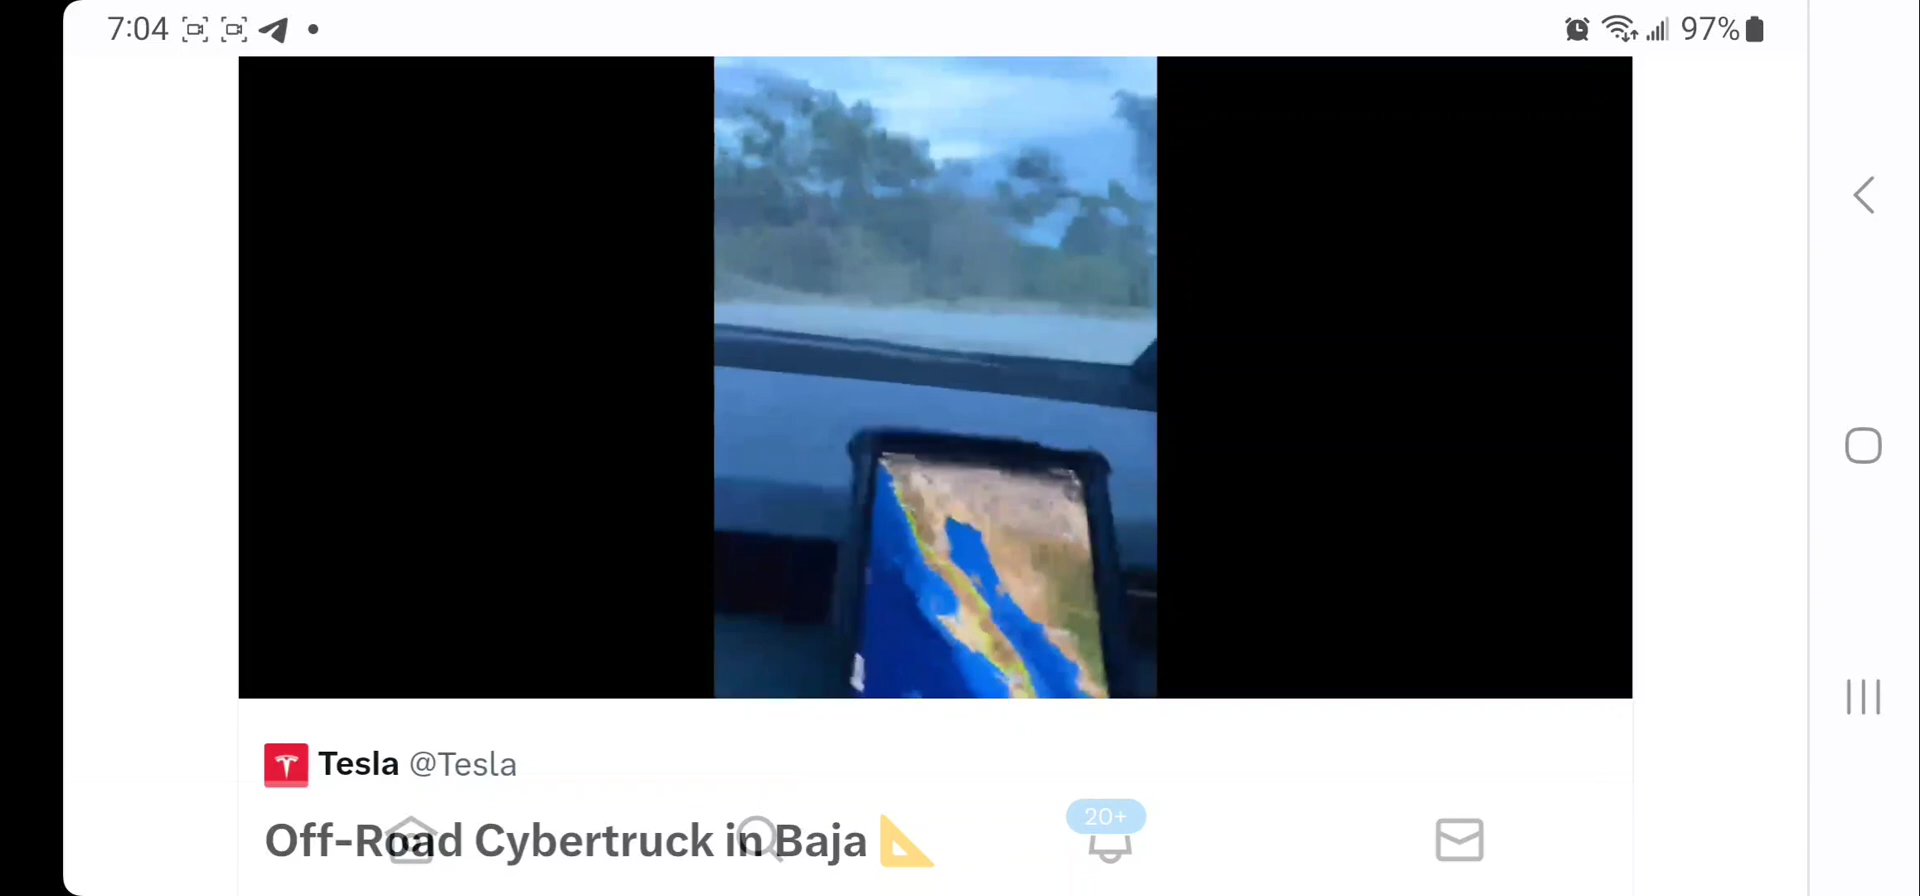 7:04 97%
Tesla @Tesla
Off-Road Cybertruck in Baja 📐
20+